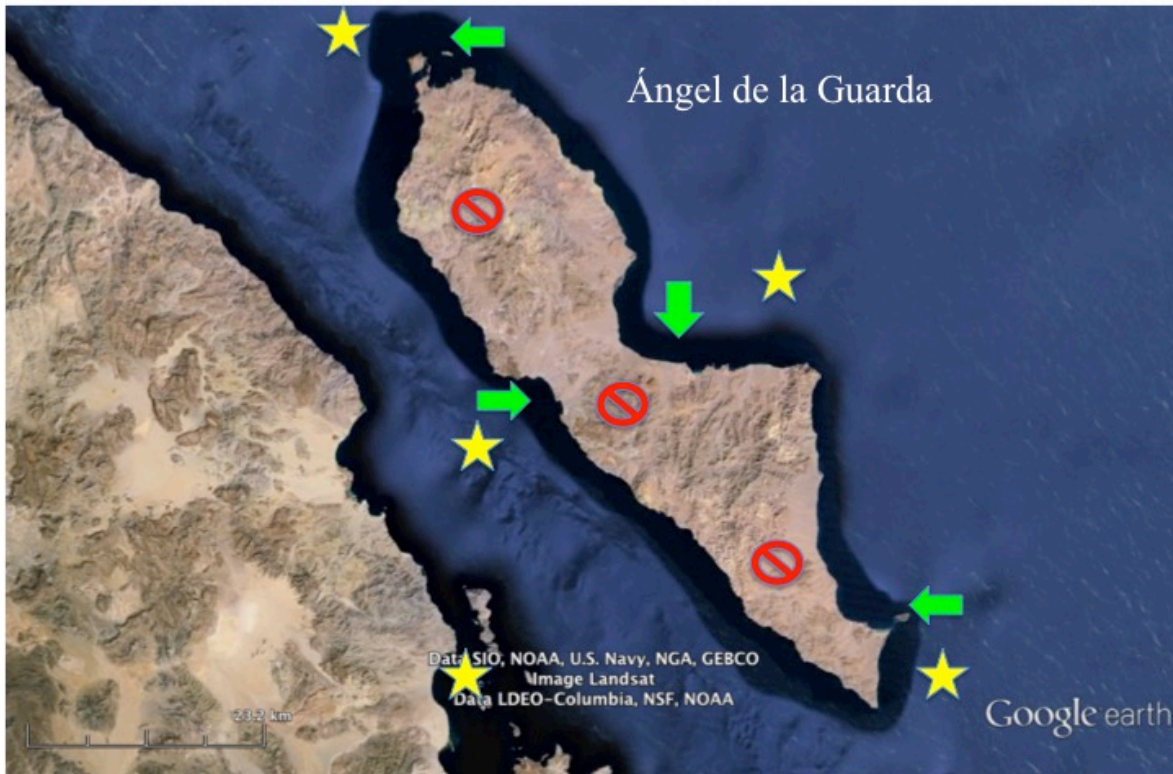 Ángel de la Guarda
Data SIO, NOAA, U.S. Navy, NGA, GEBCO
Image Landsat
Data LDEO-Columbia, NSF, NOAA
23.2 km
Google earth